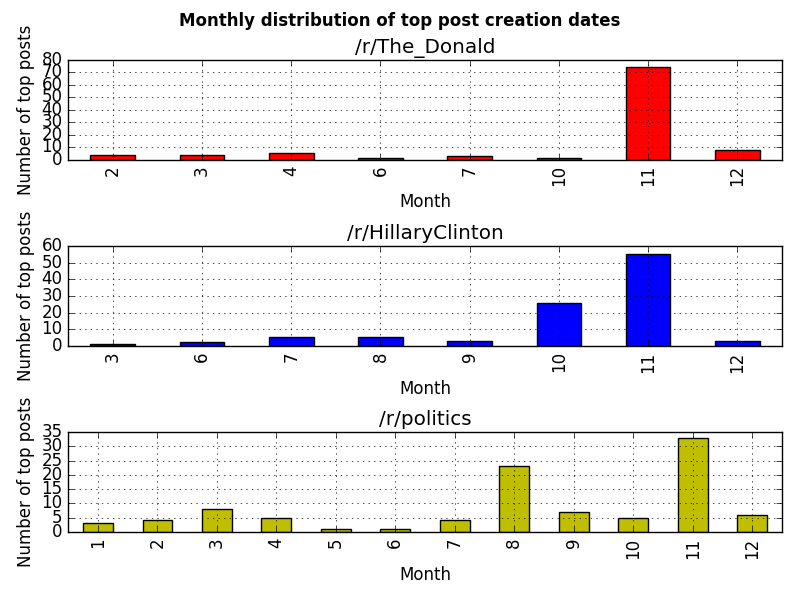 Monthly distribution of top post creation dates
/r/The_Donald
Number of top posts
80
70
60
50
40
30
20
10
0
2 3 4 6 7 10 11 12
Month
/r/HillaryClinton
Number of top posts
60
50
40
30
20
10
0
3 6 7 8 9 10 11 12
Month
/r/politics
Number of top posts
35
30
25
20
15
10
5
0
1 2 3 4 5 6 7 8 9 10 11 12
Month